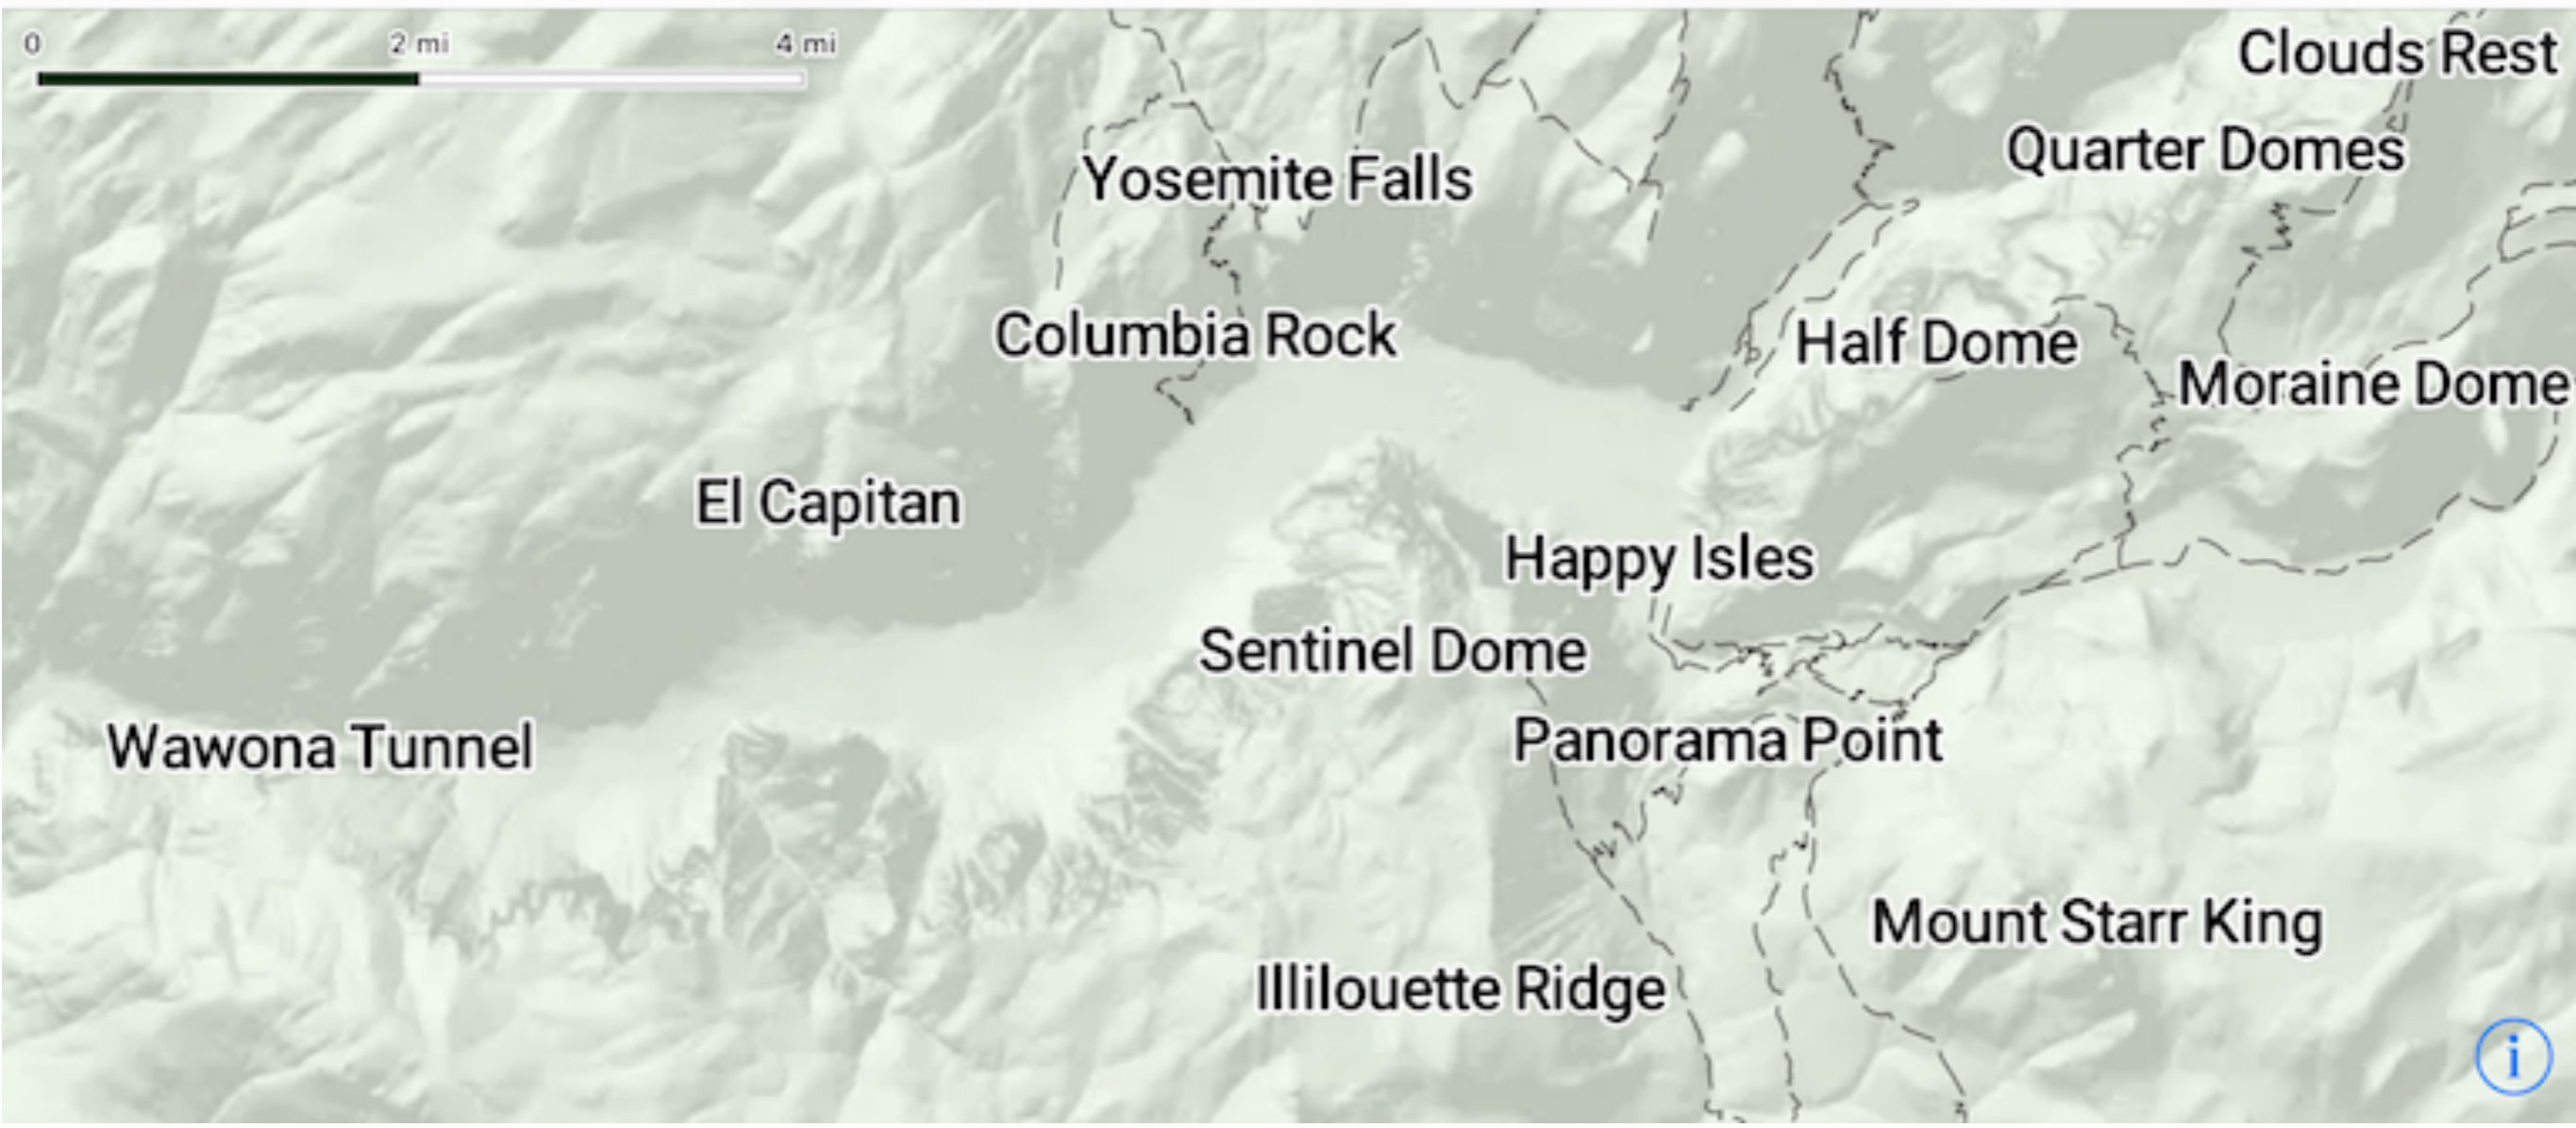 0 2 mi 4 mi
Clouds Rest
Quarter Domes
Yosemite Falls
Columbia Rock
Half Dome
Moraine Dome
El Capitan
Happy Isles
Sentinel Dome
Wawona Tunnel
Panorama Point
Mount Starr King
Illilouette Ridge
i